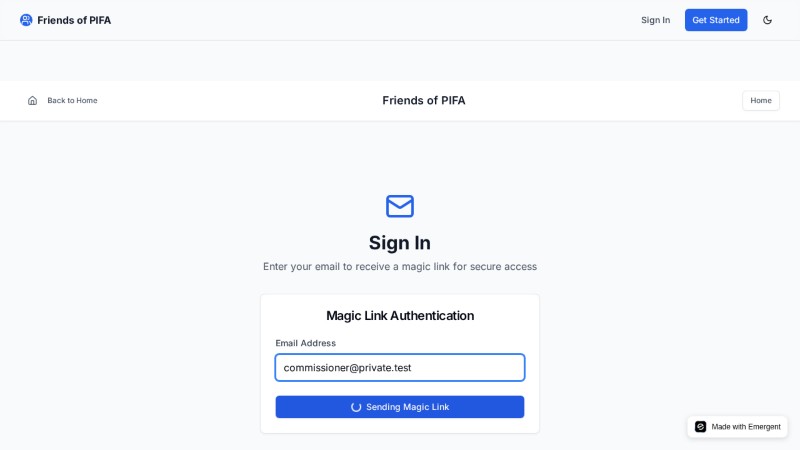 Friends of PIFA
Sign In
Get Started
Back to Home
Friends of PIFA
Home
Sign In
Enter your email to receive a magic link for secure access
Magic Link Authentication
Email Address
commissioner@private.test
Sending Magic Link
Made with Emergent